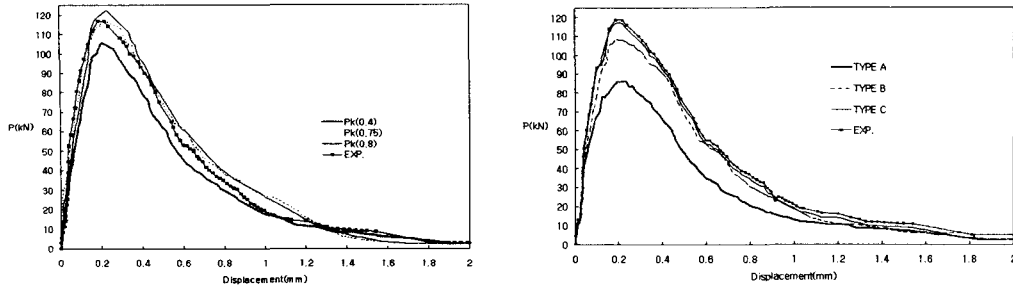 120
110
100
90
80
70
60
P(kN)
50
40
30
20
10
0
0 0.2 0.4 0.6 0.8 1 1.2 1.4 1.6 1.8 2
Displacement(mm)
Pk(0.4)
Pk(0.75)
Pk(0.8)
EXP.
120
110
100
90
80
70
60
P(kN)
50
40
30
20
10
0
0 0.2 0.4 0.6 0.8 1 1.2 1.4 1.6 1.8 2
Displacement(mm)
TYPE A
TYPE B
TYPE C
EXP.